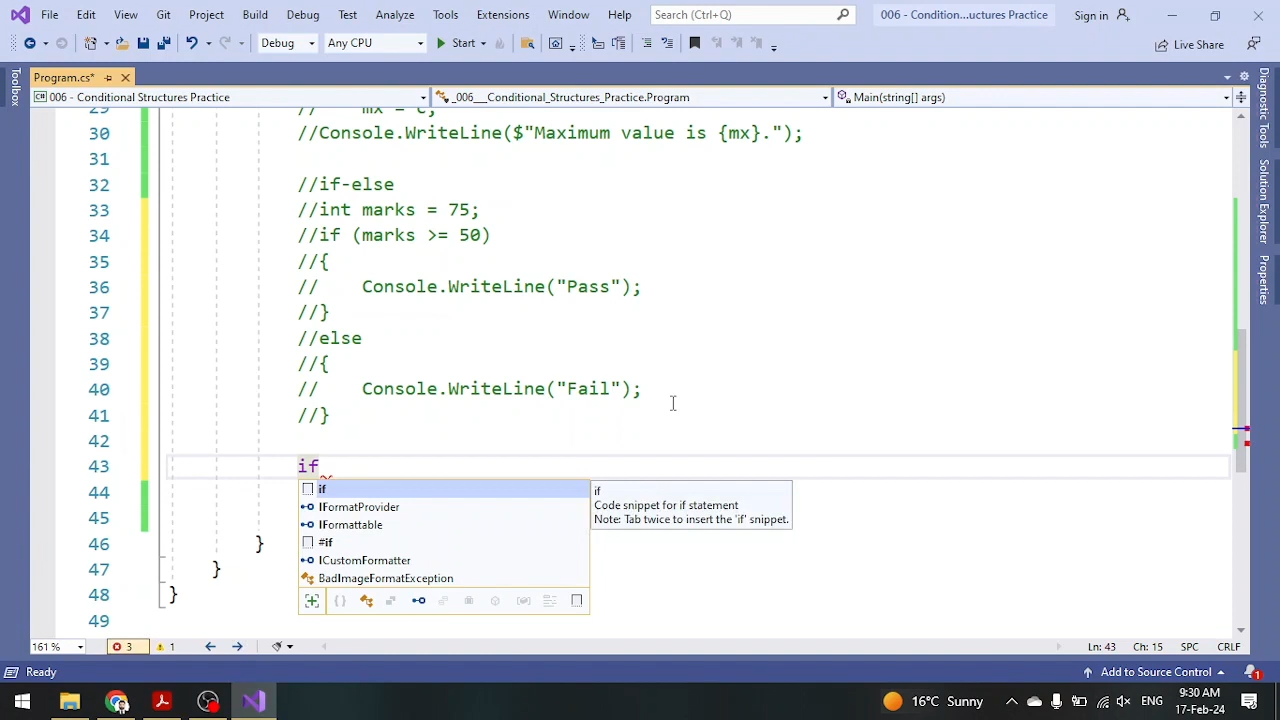 File Edit View Git Project Build Debug Test Analyze Tools Extensions Window Help Search (Ctrl+Q) 006 - Condition...uctures Practice Sign in
Debug Any CPU Start Live Share
Program.cs*
006 - Conditional Structures Practice _006___Conditional_Structures_Practice.Program Main(string[] args)
Toolbox
Diagnostic Tools
Solution Explorer
Properties
29 // mx = c;
30 //Console.WriteLine($"Maximum value is {mx}.");
31
32 //if-else
33 //int marks = 75;
34 //if (marks >= 50)
35 //{
36 // Console.WriteLine("Pass");
37 //}
38 //else
39 //{
40 // Console.WriteLine("Fail");
41 //}
42
43 if
44
45
46 }
47 }
48 }
49
if
IFormatProvider
IFormattable
#if
ICustomFormatter
BadImageFormatException
if
Code snippet for if statement
Note: Tab twice to insert the 'if' snippet.
161 % 3 1 Ln: 43 Ch: 15 SPC CRLF
Ready Add to Source Control 1
16°C Sunny ENG 9:30 AM
17-Feb-24